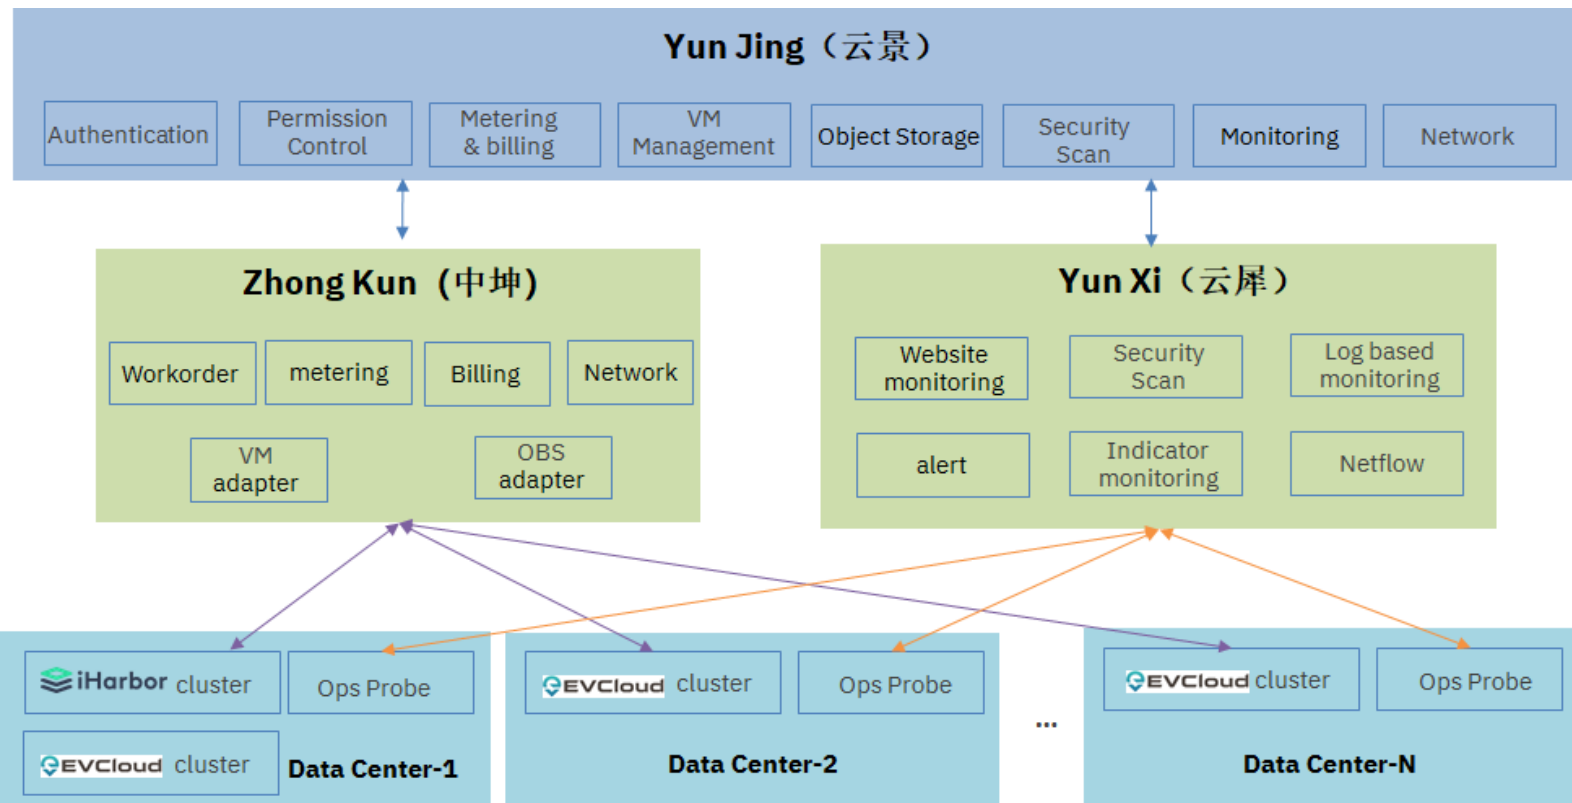 Yun Jing（云景）
Authentication
Permission
Control
Metering
& billing
VM
Management
Object Storage
Security
Scan
Monitoring
Network
Zhong Kun (中坤)
Workorder
metering
Billing
Network
VM
adapter
OBS
adapter
Yun Xi（云犀）
Website
monitoring
Security
Scan
Log based
monitoring
alert
Indicator
monitoring
Netflow
iHarbor cluster
Ops Probe
EVCloud cluster
Data Center-1
EVCloud cluster
Ops Probe
Data Center-2
...
EVCloud cluster
Ops Probe
Data Center-N